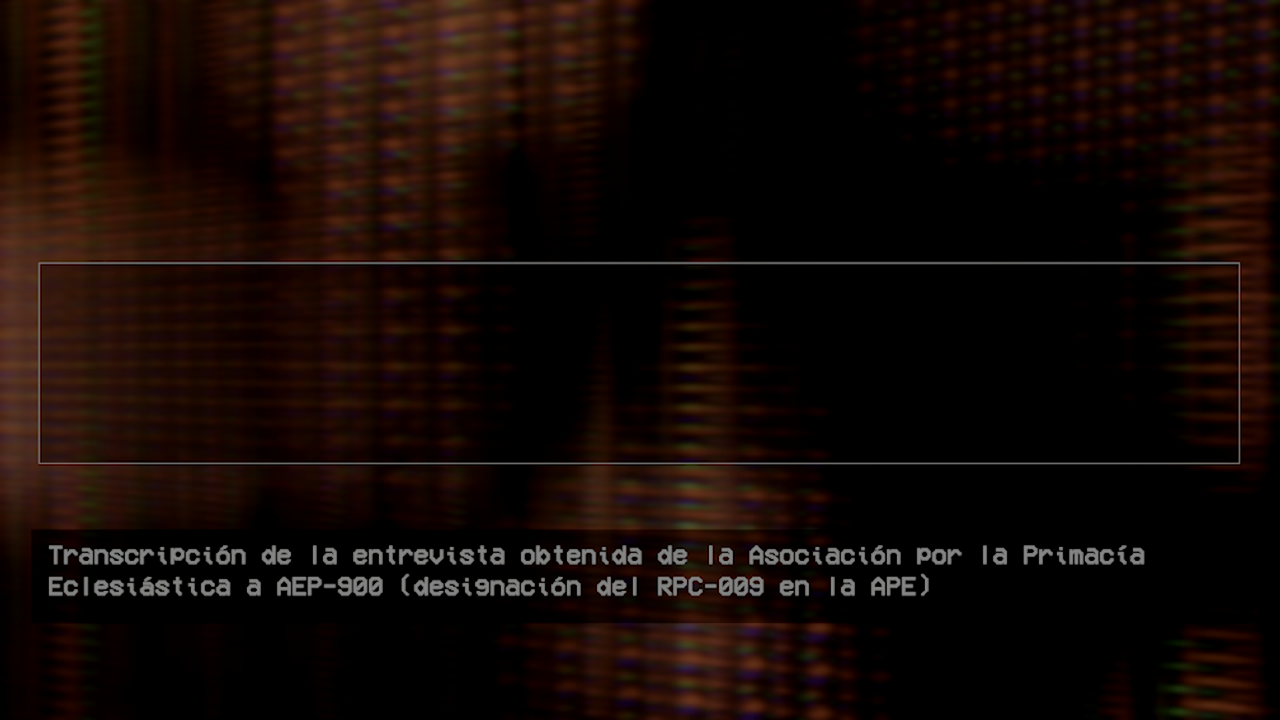 Transcripción de la entrevista obtenida de la Asociación por la Primacía
Eclesiástica a AEP-900 (designación del RPC-009 en la APE)